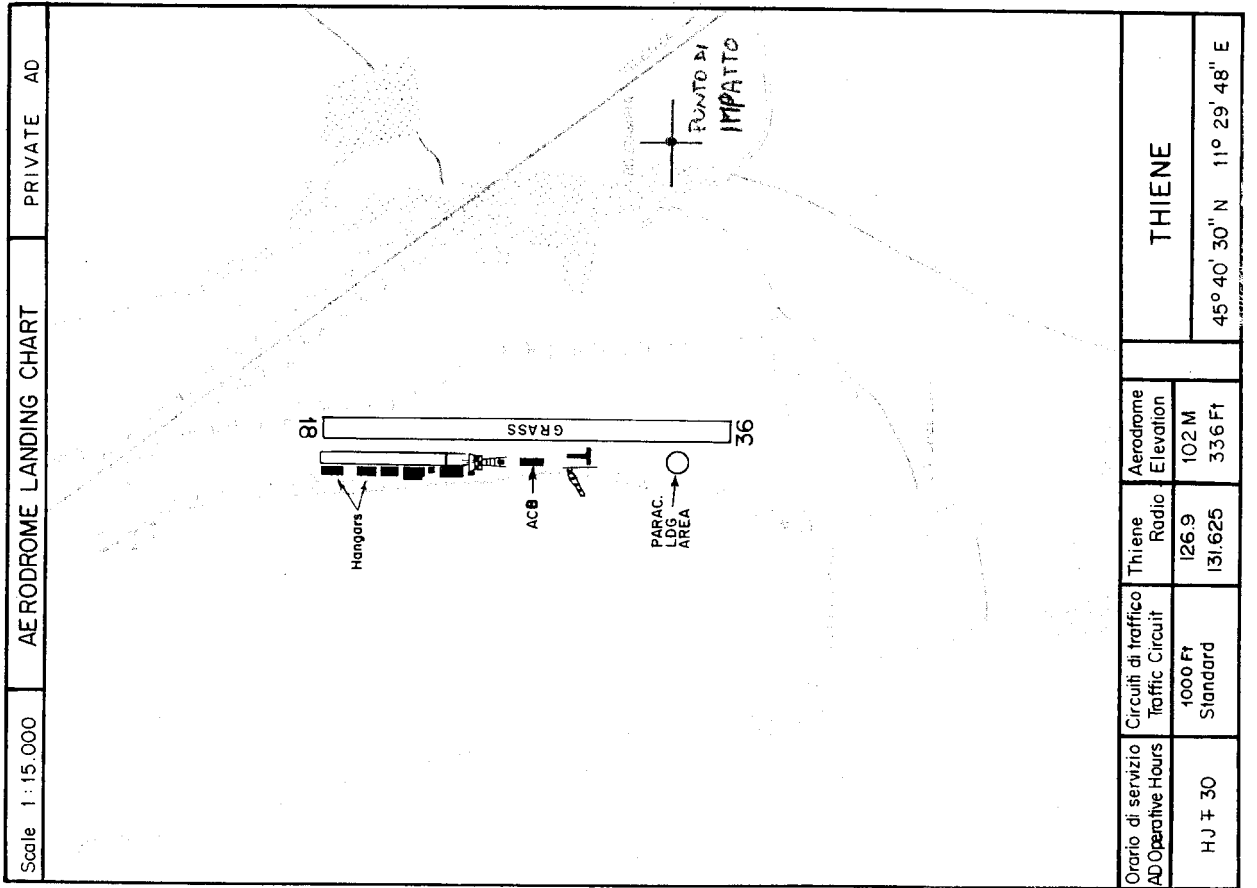 Scale 1:15.000
AERODROME LANDING CHART
PRIVATE AD
PUNTO DI
IMPATTO
18
GRASS
36
Hangars
ACB
PARAC.
LDG
AREA
Orario di servizio
AD Operative Hours
HJ ∓ 30
Circuiti di traffico
Traffic Circuit
1000 Ft
Standard
Thiene
Radio
126.9
131.625
Aerodrome
Elevation
102 M
336 Ft
THIENE
45° 40' 30" N 11° 29' 48" E